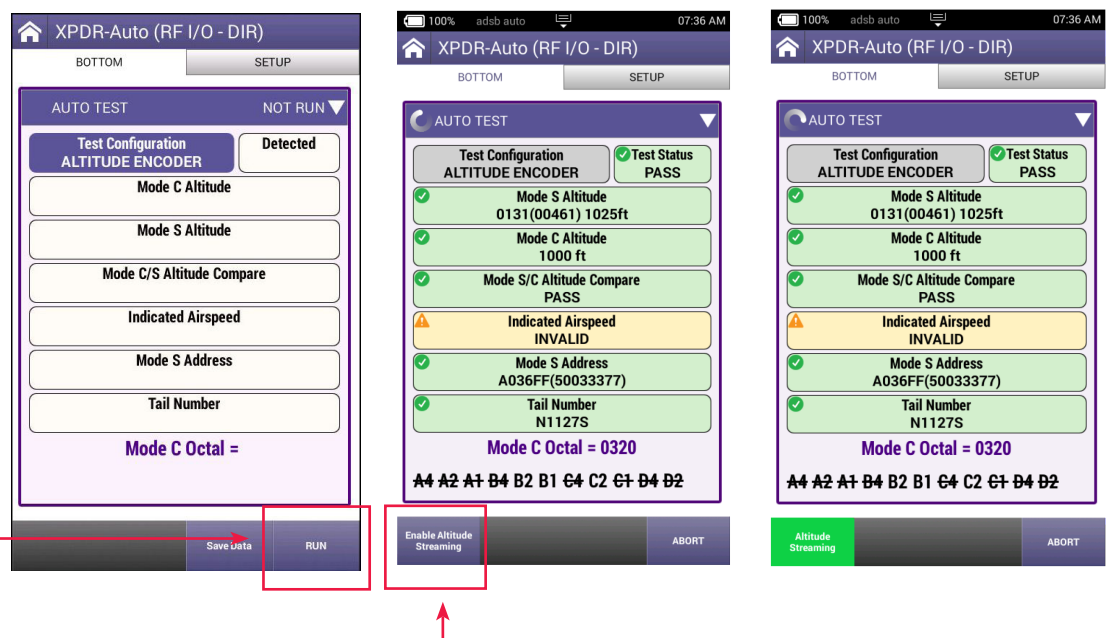 XPDR-Auto (RF I/O - DIR)
BOTTOM SETUP
AUTO TEST NOT RUN
Test Configuration
ALTITUDE ENCODER
Detected
Mode C Altitude
Mode S Altitude
Mode C/S Altitude Compare
Indicated Airspeed
Mode S Address
Tail Number
Mode C Octal =
Save Data RUN
100% adsb auto 07:36 AM
XPDR-Auto (RF I/O - DIR)
BOTTOM SETUP
AUTO TEST
Test Configuration
ALTITUDE ENCODER
Test Status
PASS
Mode S Altitude
0131(00461) 1025ft
Mode C Altitude
1000 ft
Mode S/C Altitude Compare
PASS
Indicated Airspeed
INVALID
Mode S Address
A036FF(50033377)
Tail Number
N1127S
Mode C Octal = 0320
A4 A2 A1 B4 B2 B1 C4 C2 C1 D4 D2
Enable Altitude
Streaming
ABORT
100% adsb auto 07:36 AM
XPDR-Auto (RF I/O - DIR)
BOTTOM SETUP
AUTO TEST
Test Configuration
ALTITUDE ENCODER
Test Status
PASS
Mode S Altitude
0131(00461) 1025ft
Mode C Altitude
1000 ft
Mode S/C Altitude Compare
PASS
Indicated Airspeed
INVALID
Mode S Address
A036FF(50033377)
Tail Number
N1127S
Mode C Octal = 0320
A4 A2 A1 B4 B2 B1 C4 C2 C1 D4 D2
Altitude
Streaming
ABORT